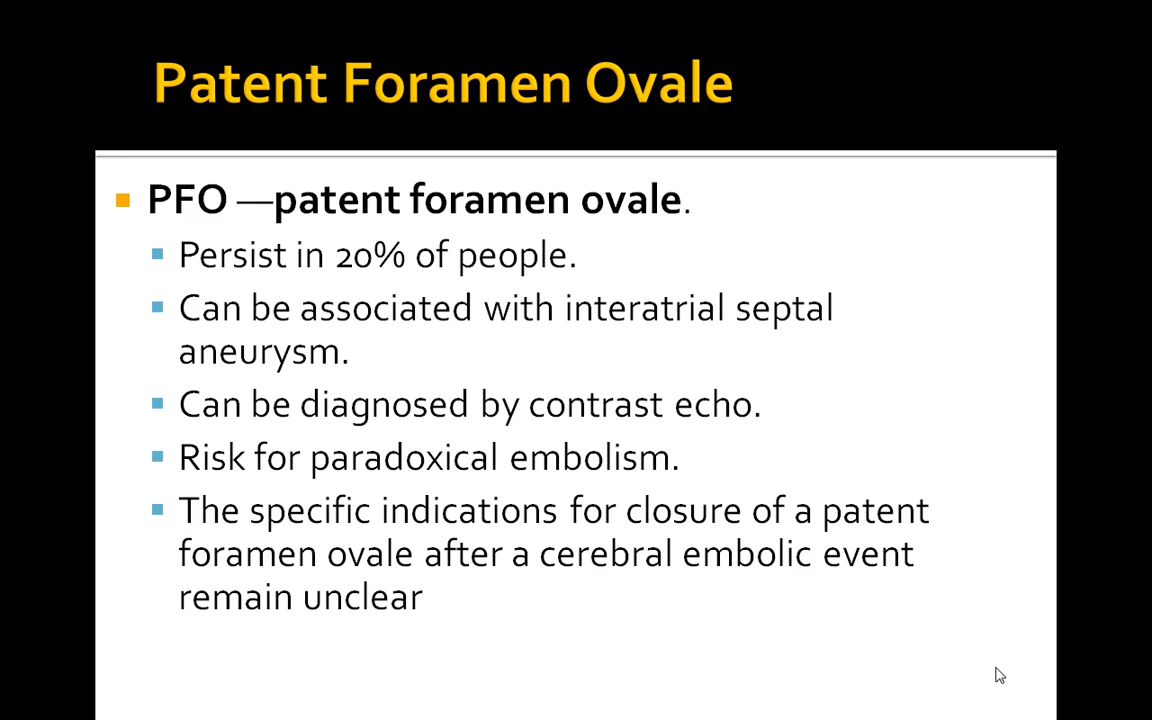 Patent Foramen Ovale
PFO —patent foramen ovale.
Persist in 20% of people.
Can be associated with interatrial septal
aneurysm.
Can be diagnosed by contrast echo.
Risk for paradoxical embolism.
The specific indications for closure of a patent
foramen ovale after a cerebral embolic event
remain unclear